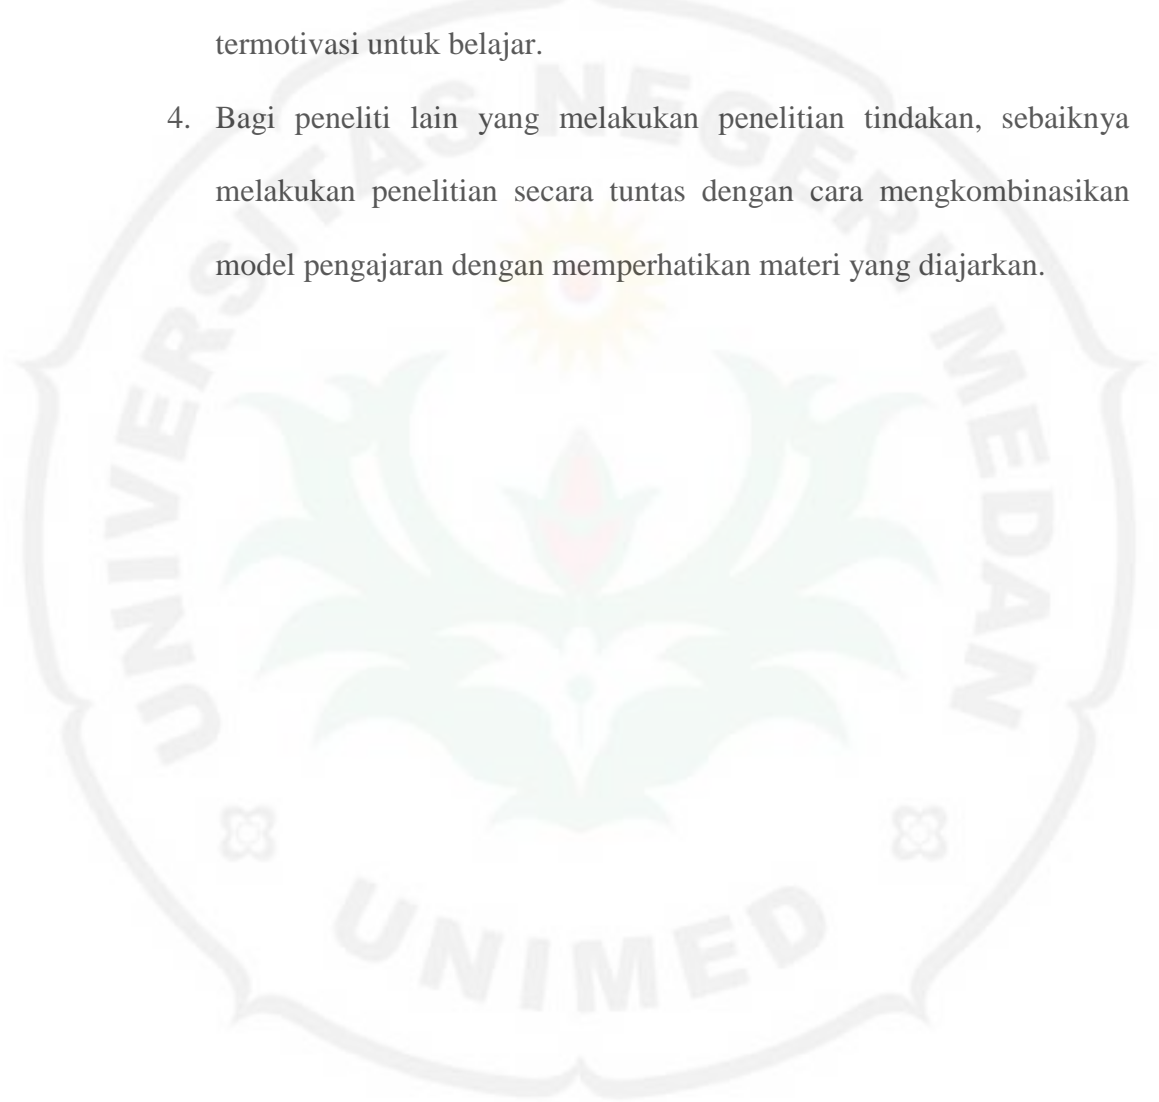 termotivasi untuk belajar.
4. Bagi peneliti lain yang melakukan penelitian tindakan, sebaiknya
melakukan penelitian secara tuntas dengan cara mengkombinasikan
model pengajaran dengan memperhatikan materi yang diajarkan.
UNIVERSITAS NEGERI MEDAN
UNIMED